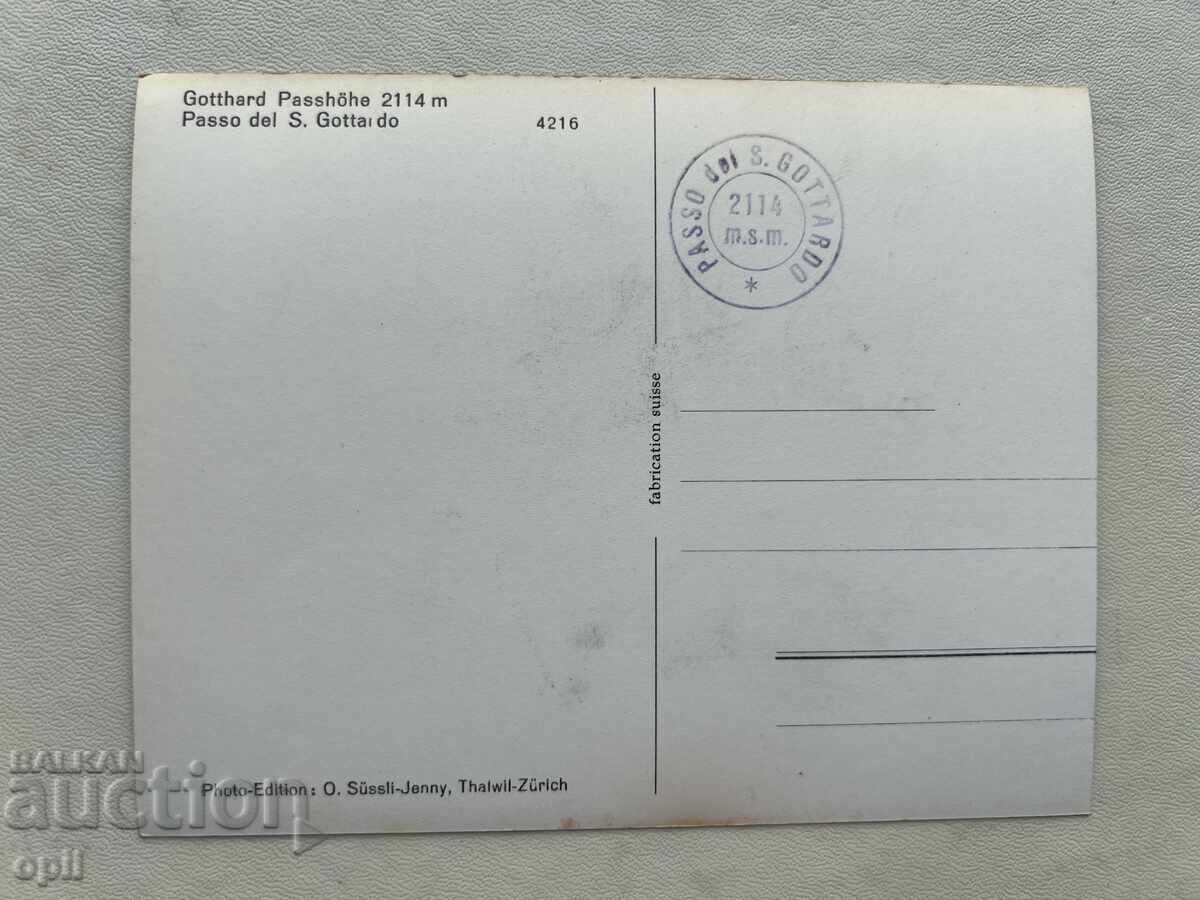 Gotthard Passhöhe 2114 m
Passo del S. Gottardo 4216
PASSO del S. GOTTARDO
2114
m.s.m.
*
fabrication suisse
Photo-Edition: O. Süssli-Jenny, Thalwil-Zürich
BALKAN
auction
opil